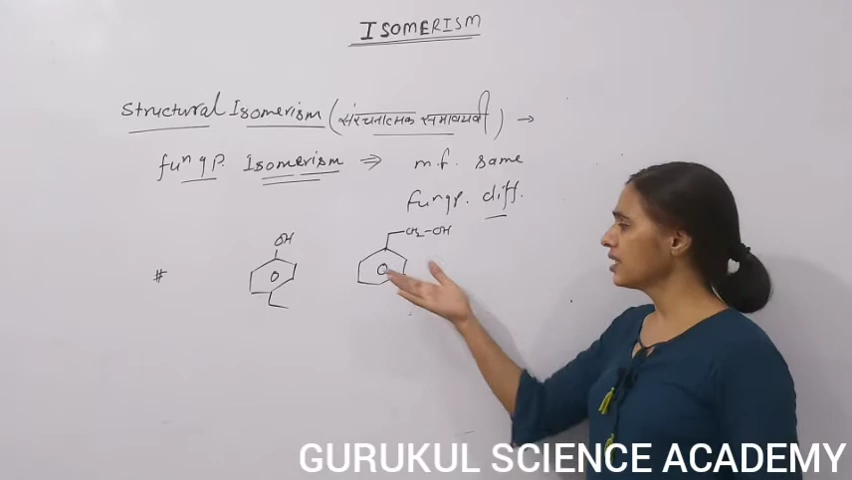 ISOMERISM
Structural Isomerism (संरचनात्मक समावयवी) →
fun gp. Isomerism ⇒ m.f. same
fun gp. diff.
OH
CH₂-OH
#
GURUKUL SCIENCE ACADEMY